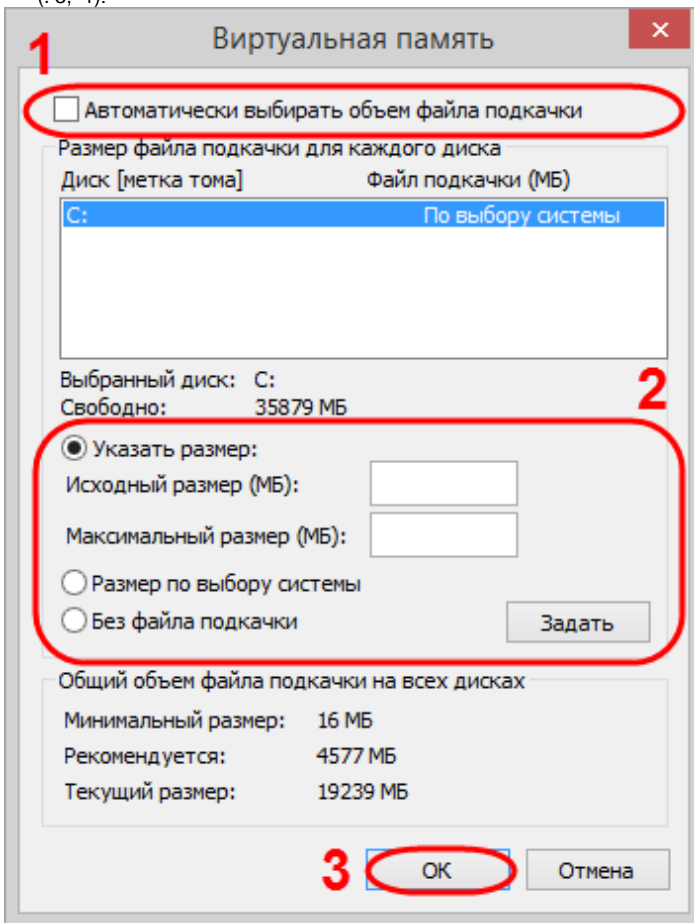 (. 3, 4).
1
Виртуальная память
Автоматически выбирать объем файла подкачки
Размер файла подкачки для каждого диска
Диск [метка тома] Файл подкачки (МБ)
C: По выбору системы
Выбранный диск: C:
2
Свободно: 35879 МБ
Указать размер:
Исходный размер (МБ):
Максимальный размер (МБ):
Размер по выбору системы
Без файла подкачки Задать
Общий объем файла подкачки на всех дисках
Минимальный размер: 16 МБ
Рекомендуется: 4577 МБ
Текущий размер: 19239 МБ
3 ОК Отмена